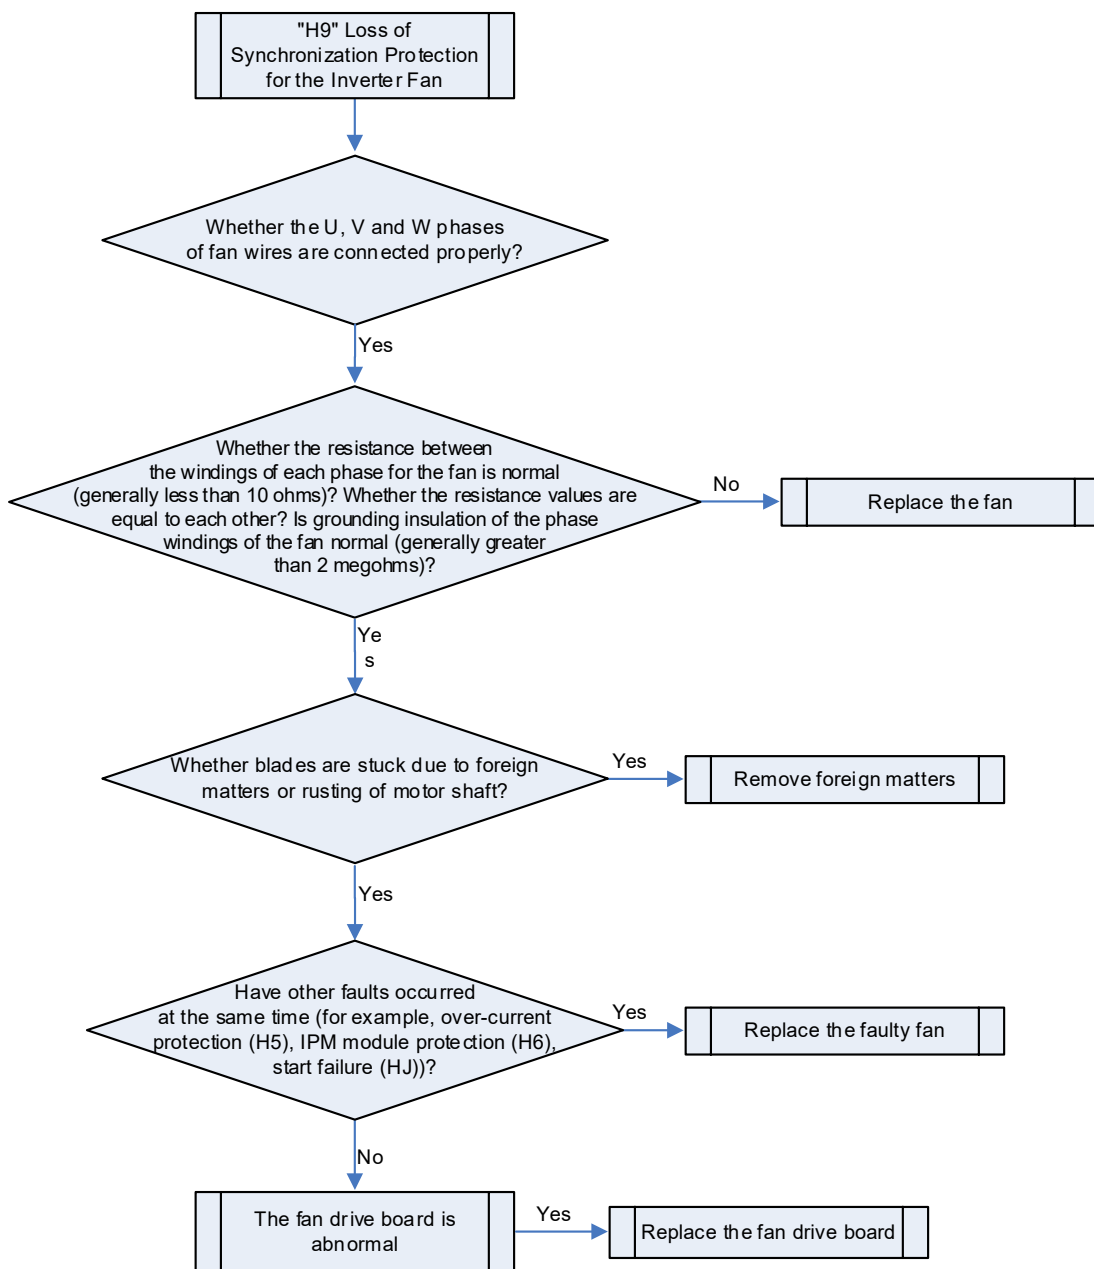 "H9" Loss of
Synchronization Protection
for the Inverter Fan
Whether the U, V and W phases
of fan wires are connected properly?
Yes
Whether the resistance between
the windings of each phase for the fan is normal
(generally less than 10 ohms)? Whether the resistance values are
equal to each other? Is grounding insulation of the phase
windings of the fan normal (generally greater
than 2 megohms)?
No
Replace the fan
Ye
s
Whether blades are stuck due to foreign
matters or rusting of motor shaft?
Yes
Remove foreign matters
Yes
Have other faults occurred
at the same time (for example, over-current
protection (H5), IPM module protection (H6),
start failure (HJ))?
Yes
Replace the faulty fan
No
The fan drive board is
abnormal
Yes
Replace the fan drive board